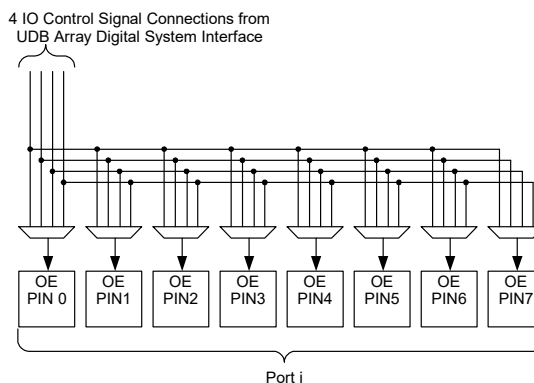 4 IO Control Signal Connections from
UDB Array Digital System Interface
OE
PIN 0
OE
PIN1
OE
PIN2
OE
PIN3
OE
PIN4
OE
PIN5
OE
PIN6
OE
PIN7
Port i